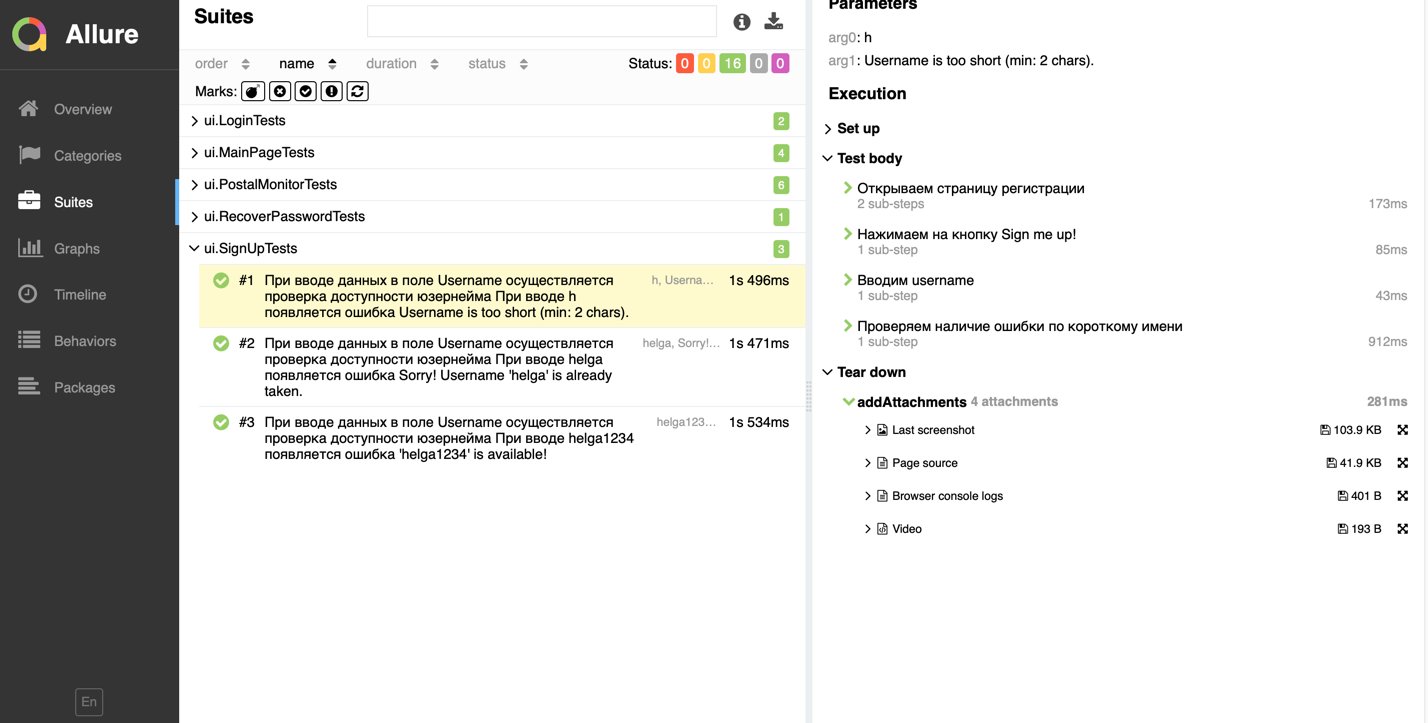 Allure
Overview
Categories
Suites
Graphs
Timeline
Behaviors
Packages
En
Suites
order name duration status Status: 0 0 16 0 0
Marks:
ui.LoginTests 2
ui.MainPageTests 4
ui.PostalMonitorTests 6
ui.RecoverPasswordTests 1
ui.SignUpTests 3
#1 При вводе данных в поле Username осуществляется h, Userna... 1s 496ms
проверка доступности юзернейма При вводе h
появляется ошибка Username is too short (min: 2 chars).
#2 При вводе данных в поле Username осуществляется helga, Sorry!... 1s 471ms
проверка доступности юзернейма При вводе helga
появляется ошибка Sorry! Username 'helga' is already
taken.
#3 При вводе данных в поле Username осуществляется helga123... 1s 534ms
проверка доступности юзернейма При вводе helga1234
появляется ошибка 'helga1234' is available!
Parameters
arg0: h
arg1: Username is too short (min: 2 chars).
Execution
Set up
Test body
Открываем страницу регистрации
2 sub-steps 173ms
Нажимаем на кнопку Sign me up!
1 sub-step 85ms
Вводим username
1 sub-step 43ms
Проверяем наличие ошибки по короткому имени
1 sub-step 912ms
Tear down
addAttachments 4 attachments 281ms
Last screenshot 103.9 KB
Page source 41.9 KB
Browser console logs 401 B
Video 193 B